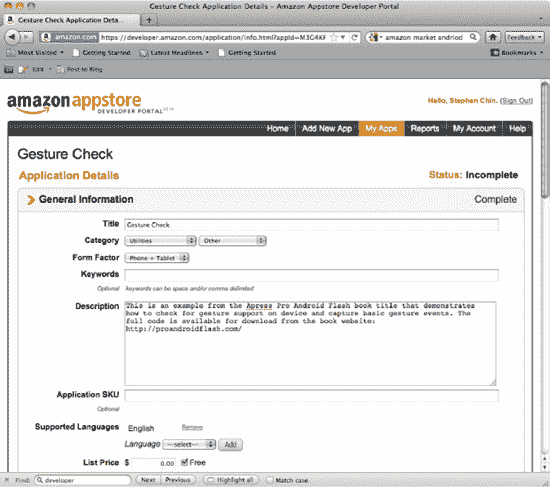 Gesture Check Application Details – Amazon Appstore Developer Portal
Gesture Check Application Deta...
amazon.com https://developer.amazon.com/application/info.html?appId=M3G4KF
amazon market andriod
Feedback
Most Visited Getting Started Latest Headlines Getting Started
Bookmarks
Edit Post to Blog
amazon appstore
DEVELOPER PORTAL BETA
Hello, Stephen Chin. (Sign Out)
Home Add New App My Apps Reports My Account Help
Gesture Check
Application Details
Status: Incomplete
General Information
Complete
Title Gesture Check
Category Utilities Other
Form Factor Phone + Tablet
Keywords
Optional keywords can be space and/or comma delimited
Description This is an example from the Apress Pro Android Flash book title that demonstrates
how to check for gesture support on device and capture basic gesture events. The
full code is available for download from the book website:
http://proandroidflash.com/
Application SKU
Optional
Supported Languages English Remove
Language --select-- Add
List Price $ 0.00 Free
Find: developer Next Previous Highlight all Match case